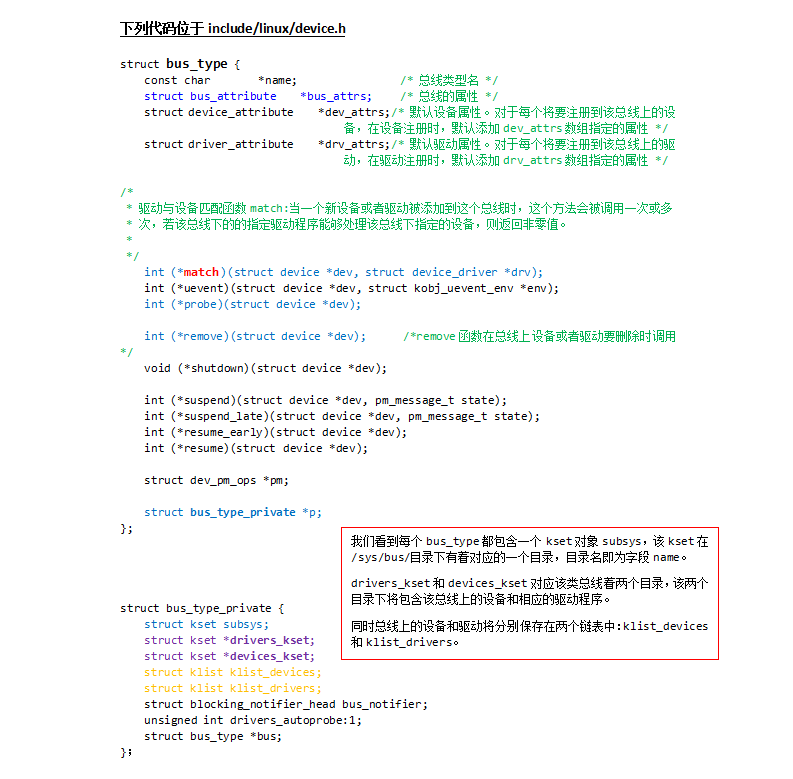 下列代码位于 include/linux/device.h
struct bus_type {
const char *name; /* 总线类型名 */
struct bus_attribute *bus_attrs; /* 总线的属性 */
struct device_attribute *dev_attrs;/* 默认设备属性。对于每个将要注册到该总线上的设
备，在设备注册时，默认添加 dev_attrs 数组指定的属性 */
struct driver_attribute *drv_attrs;/* 默认驱动属性。对于每个将要注册到该总线上的驱
动，在驱动注册时，默认添加 drv_attrs 数组指定的属性 */
/*
* 驱动与设备匹配函数 match:当一个新设备或者驱动被添加到这个总线时，这个方法会被调用一次或多
* 次，若该总线下的的指定驱动程序能够处理该总线下指定的设备，则返回非零值。
*
*/
int (*match)(struct device *dev, struct device_driver *drv);
int (*uevent)(struct device *dev, struct kobj_uevent_env *env);
int (*probe)(struct device *dev);
int (*remove)(struct device *dev); /*remove 函数在总线上设备或者驱动要删除时调用
*/
void (*shutdown)(struct device *dev);
int (*suspend)(struct device *dev, pm_message_t state);
int (*suspend_late)(struct device *dev, pm_message_t state);
int (*resume_early)(struct device *dev);
int (*resume)(struct device *dev);
struct dev_pm_ops *pm;
struct bus_type_private *p;
};
我们看到每个 bus_type 都包含一个 kset 对象 subsys，该 kset 在
/sys/bus/目录下有着对应的一个目录，目录名即为字段 name。
drivers_kset 和 devices_kset 对应该类总线着两个目录，该两个
目录下将包含该总线上的设备和相应的驱动程序。
同时总线上的设备和驱动将分别保存在两个链表中:klist_devices
和 klist_drivers。
struct bus_type_private {
struct kset subsys;
struct kset *drivers_kset;
struct kset *devices_kset;
struct klist klist_devices;
struct klist klist_drivers;
struct blocking_notifier_head bus_notifier;
unsigned int drivers_autoprobe:1;
struct bus_type *bus;
};